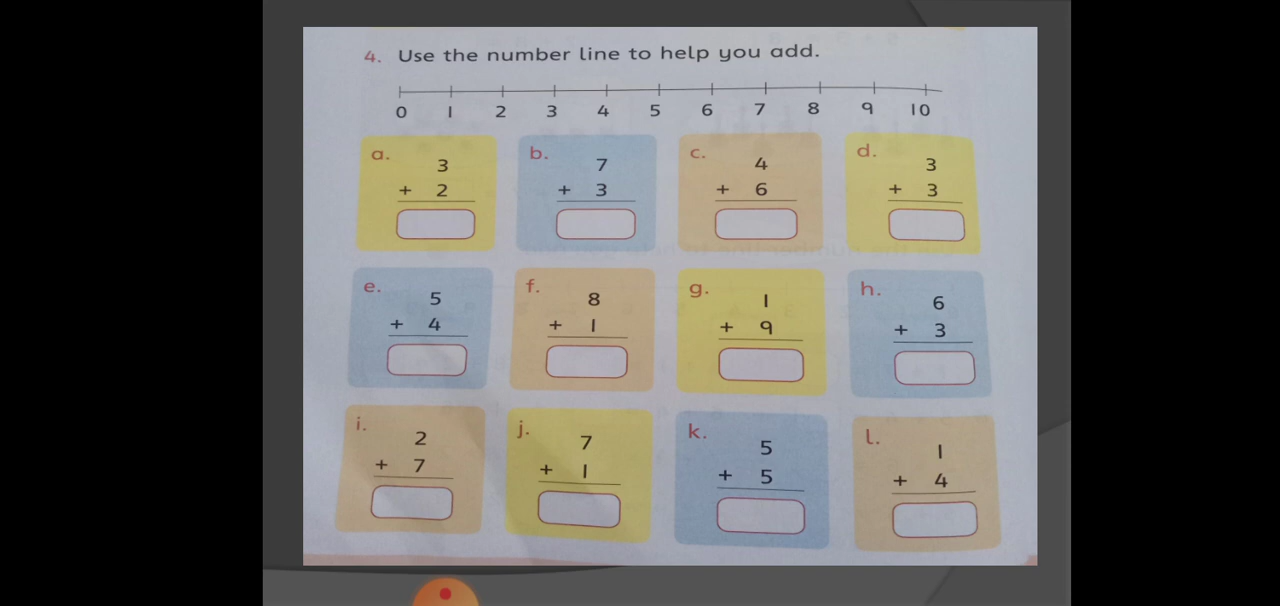 4. Use the number line to help you add.
0 1 2 3 4 5 6 7 8 9 10
a. b. c. d.
3 7 4 3
+ 2 + 3 + 6 + 3
e. f. g. h.
5 8 1 6
+ 4 + 1 + 9 + 3
i. j. k. l.
2 7 5 1
+ 7 + 1 + 5 + 4